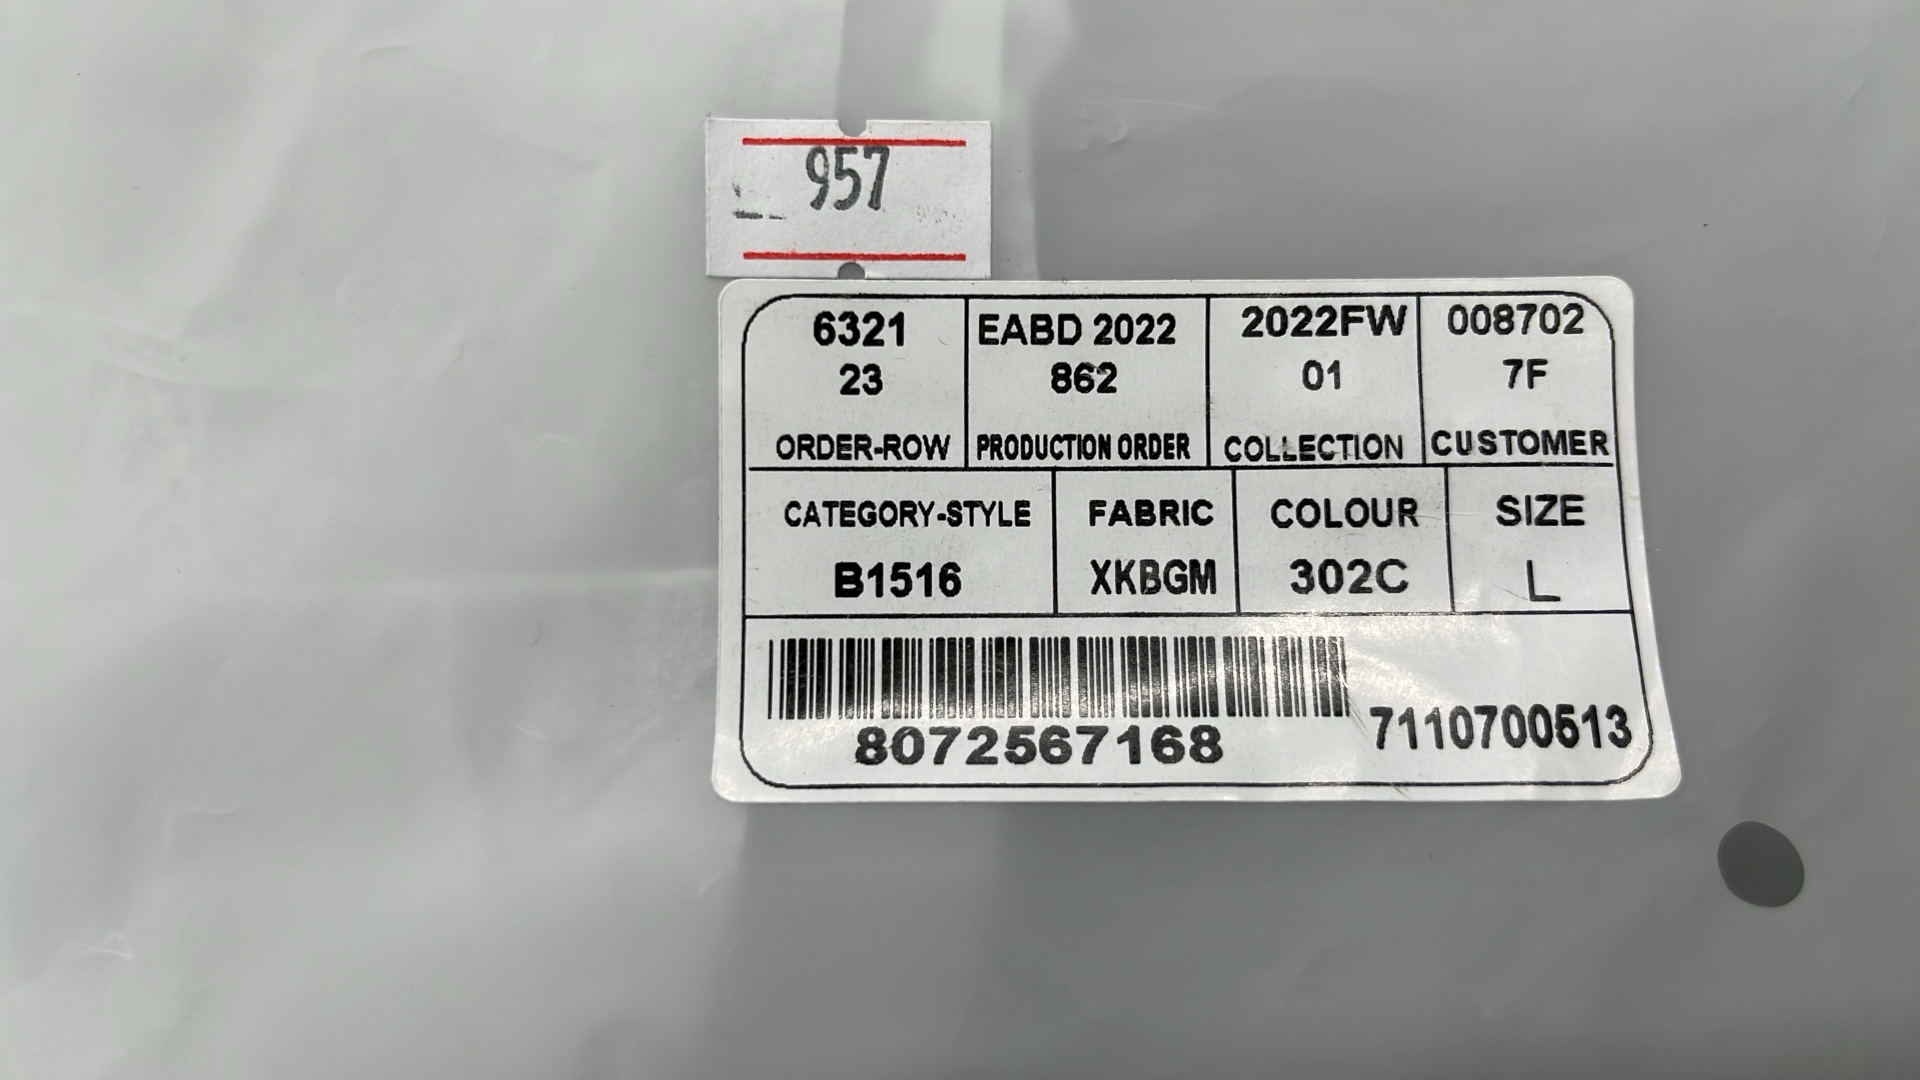 957
6321 EABD 2022 2022FW 008702
23 862 01 7F
ORDER-ROW PRODUCTION ORDER COLLECTION CUSTOMER
CATEGORY-STYLE FABRIC COLOUR SIZE
B1516 XKBGM 302C L
8072567168 7110700513